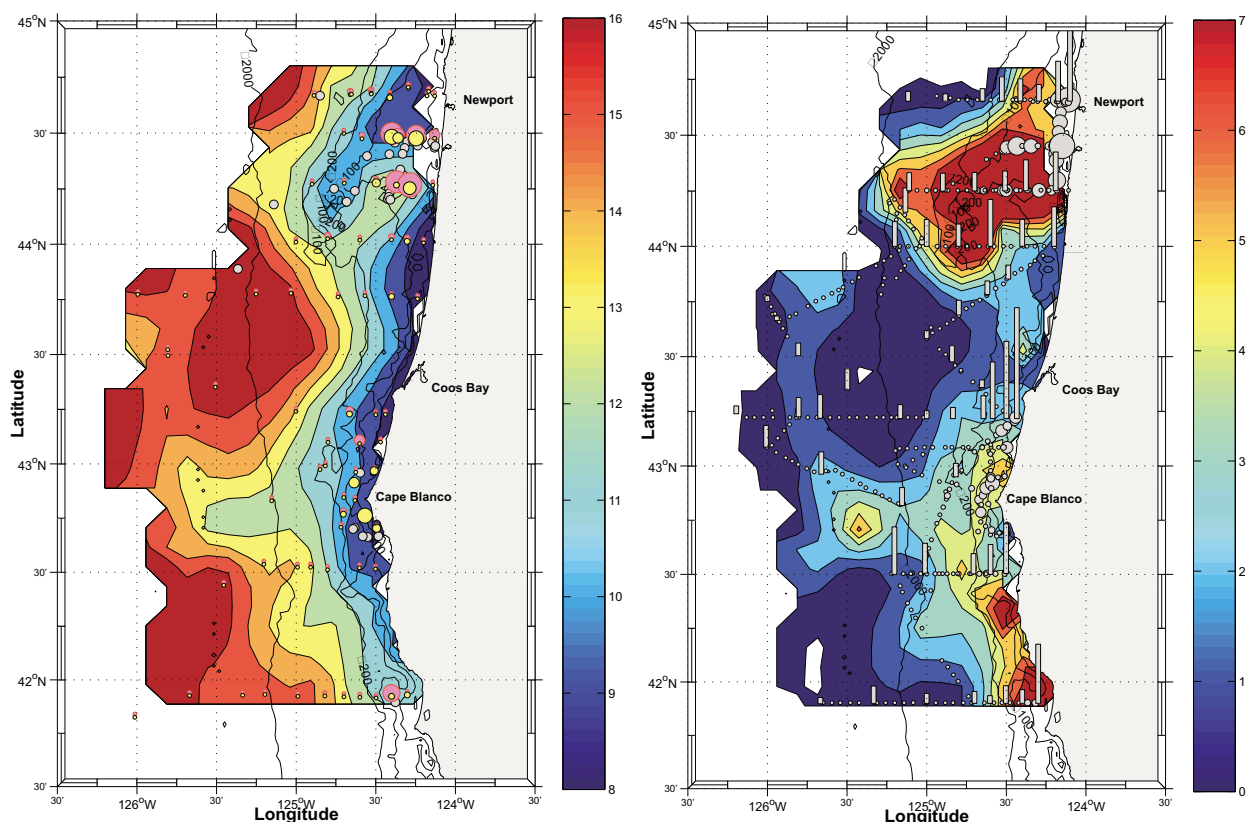 45°N
30'
44°N
30'
43°N
30'
42°N
30'
30'
126°W
30'
125°W
30'
124°W
30'
Latitude
Longitude
Newport
Coos Bay
Cape Blanco
□2000
□200
16
15
14
13
12
11
10
9
8
45°N
30'
44°N
30'
43°N
30'
42°N
30'
30'
126°W
30'
125°W
30'
124°W
30'
Latitude
Longitude
Newport
Coos Bay
Cape Blanco
□2000
□200
7
6
5
4
3
2
1
0